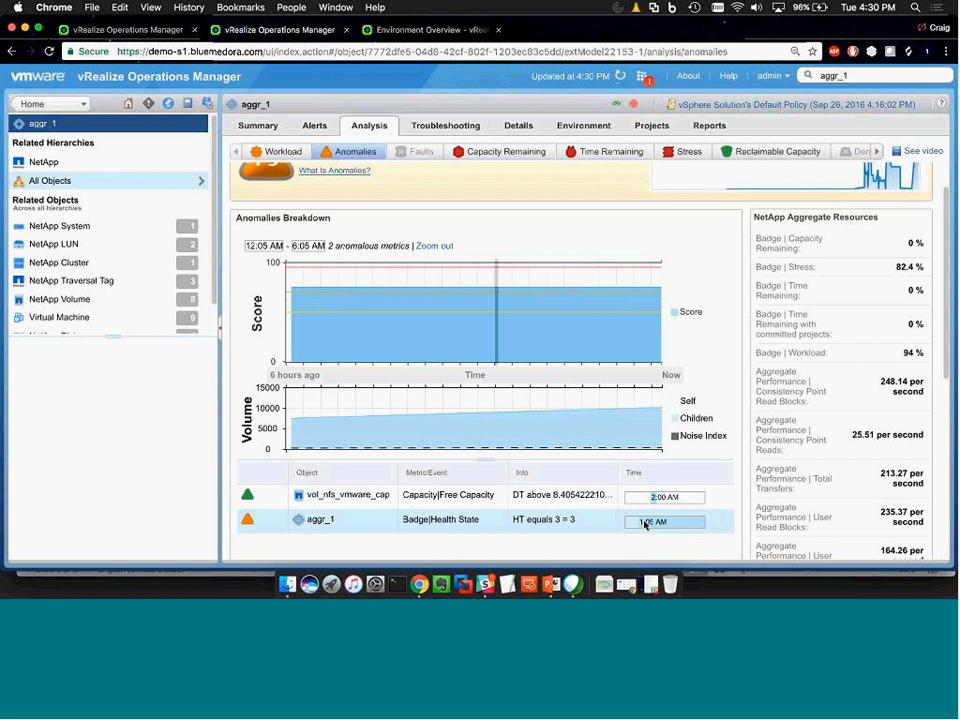 Chrome File Edit View History Bookmarks People Window Help 96% Tue 4:30 PM
vRealize Operations Manager × vRealize Operations Manager × Environment Overview - vRea × Craig
Secure https://demo-s1.bluemedora.com/ui/index.action#/object/7772dfe5-04d8-42cf-802f-1203ec83c5dd/extModel22153-1/analysis/anomalies
vmware vRealize Operations Manager Updated at 4:30 PM 1 About Help admin aggr_1
Home aggr_1 vSphere Solution's Default Policy (Sep 26, 2016 4:16:02 PM)
aggr_1
Summary Alerts Analysis Troubleshooting Details Environment Projects Reports
Related Hierarchies
NetApp
All Objects
Related Objects
Across all hierarchies
NetApp System 1
NetApp LUN 2
NetApp Cluster 1
NetApp Traversal Tag 3
NetApp Volume 8
Virtual Machine 9
Workload Anomalies Faults Capacity Remaining Time Remaining Stress Reclaimable Capacity Den See video
What Is Anomalies?
Anomalies Breakdown
12:05 AM - 6:05 AM 2 anomalous metrics | Zoom out
100
Score
0
Score
6 hours ago Time Now
15000
10000
5000
0
Volume
Self
Children
Noise Index
Object Metric/Event Info Time
vol_nfs_vmware_cap Capacity|Free Capacity DT above 8.405422210... 2:00 AM
aggr_1 Badge|Health State HT equals 3 = 3 1:05 AM
NetApp Aggregate Resources
Badge | Capacity
Remaining: 0 %
Badge | Stress: 82.4 %
Badge | Time
Remaining: 0 %
Badge | Time
Remaining with
committed projects: 0 %
Badge | Workload: 94 %
Aggregate
Performance |
Consistency Point
Read Blocks: 248.14 per second
Aggregate
Performance |
Consistency Point
Reads: 25.51 per second
Aggregate
Performance | Total
Transfers: 213.27 per second
Aggregate
Performance | User
Read Blocks: 235.37 per second
Aggregate
Performance | User 164.26 per